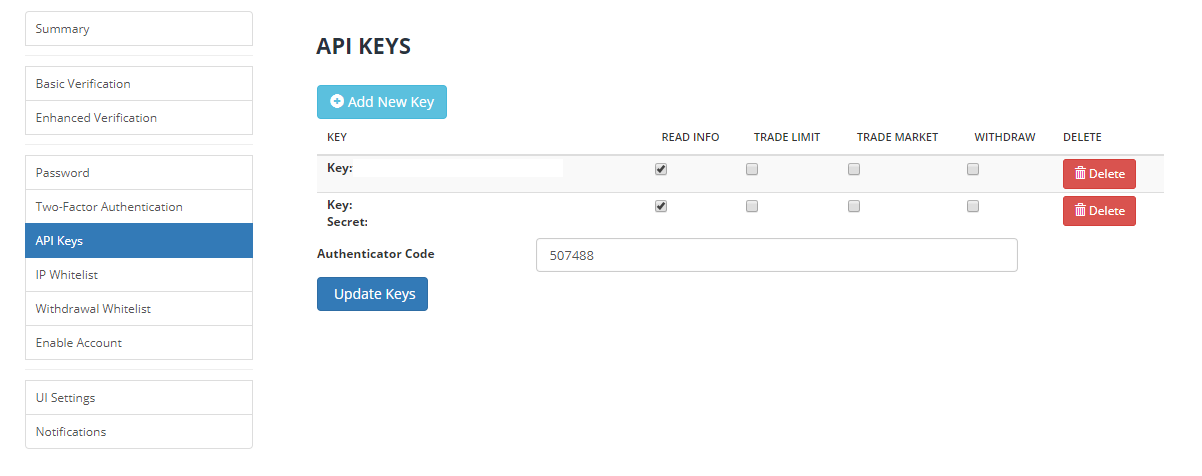 Summary
Basic Verification
Enhanced Verification
Password
Two-Factor Authentication
API Keys
IP Whitelist
Withdrawal Whitelist
Enable Account
UI Settings
Notifications
API KEYS
Add New Key
KEY READ INFO TRADE LIMIT TRADE MARKET WITHDRAW DELETE
Key: Delete
Key: Delete
Secret:
Authenticator Code 507488
Update Keys